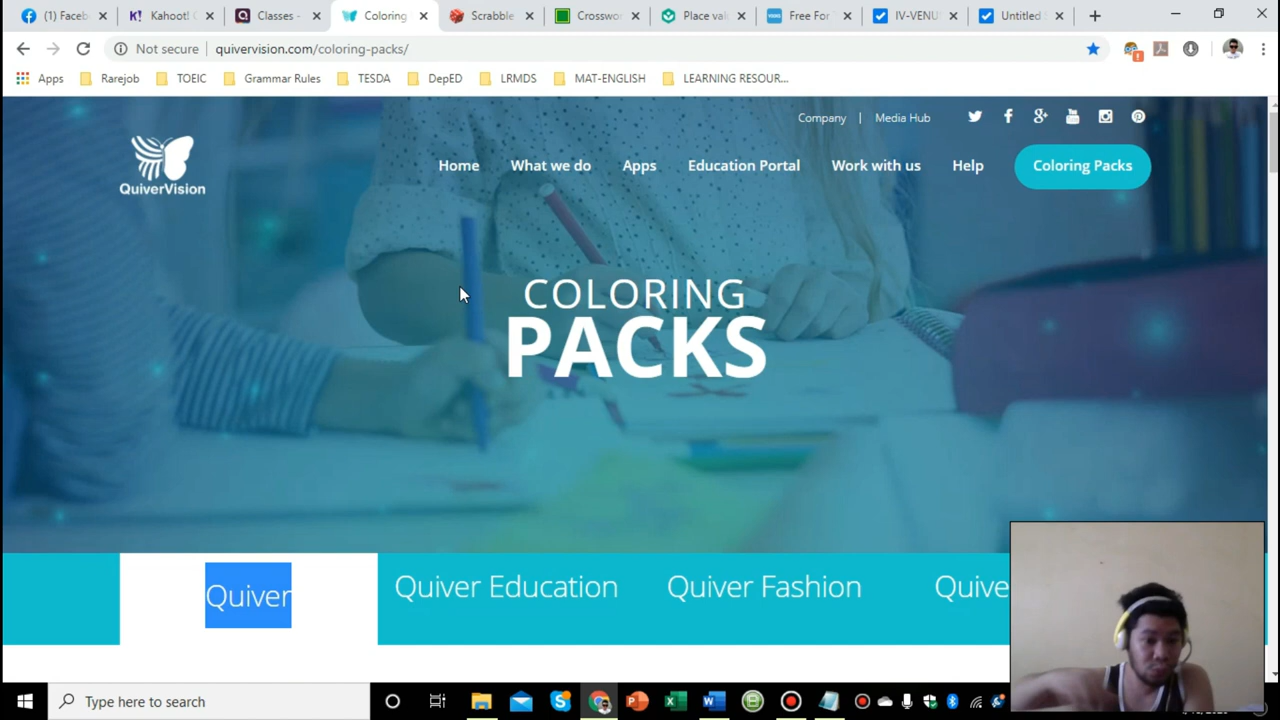 (1) Faceb
Kahoot!
Classes -
Coloring
Scrabble
Crosswor
Place val
Free For
IV-VENU
Untitled
Not secure
quivervision.com/coloring-packs/
Apps
Rarejob
TOEIC
Grammar Rules
TESDA
DepED
LRMDS
MAT-ENGLISH
LEARNING RESOUR...
Company | Media Hub
QuiverVision
Home
What we do
Apps
Education Portal
Work with us
Help
Coloring Packs
COLORING
PACKS
Quiver
Quiver Education
Quiver Fashion
Quive
Type here to search